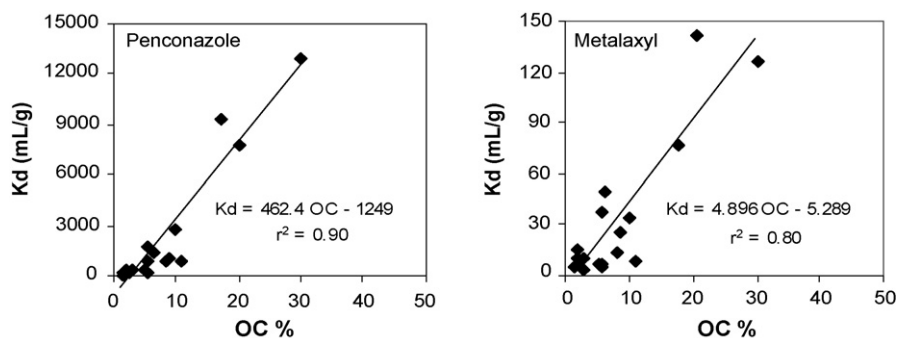 Penconazole
15000
12000
9000
6000
3000
0
Kd (mL/g)
Kd = 462.4 OC - 1249
r² = 0.90
0 10 20 30 40 50
OC %
Metalaxyl
150
120
90
60
30
0
Kd (mL/g)
Kd = 4.896 OC - 5.289
r² = 0.80
0 10 20 30 40 50
OC %